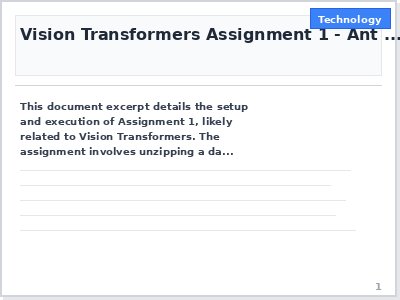 Technology
Vision Transformers Assignment 1 - Ant ...
This document excerpt details the setup
and execution of Assignment 1, likely
related to Vision Transformers. The
assignment involves unzipping a da...
1